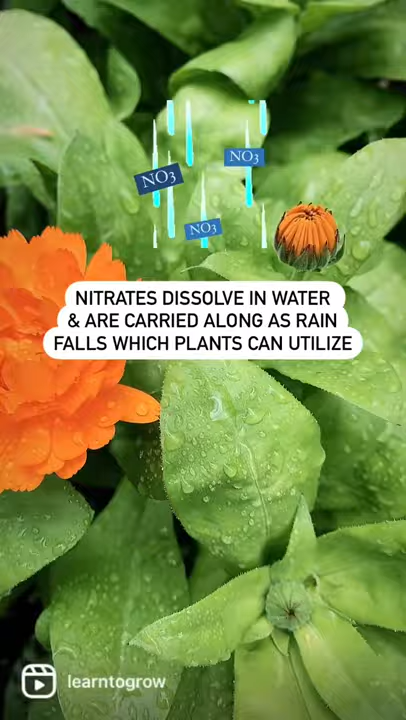 NO3
NO3
NO3
NITRATES DISSOLVE IN WATER
& ARE CARRIED ALONG AS RAIN
FALLS WHICH PLANTS CAN UTILIZE
learntogrow